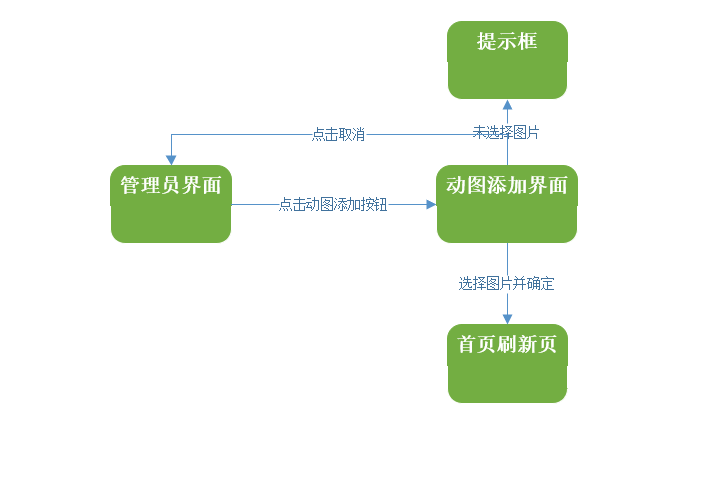 提示框
未选择图片
点击取消
管理员界面
点击动图添加按钮
动图添加界面
选择图片并确定
首页刷新页